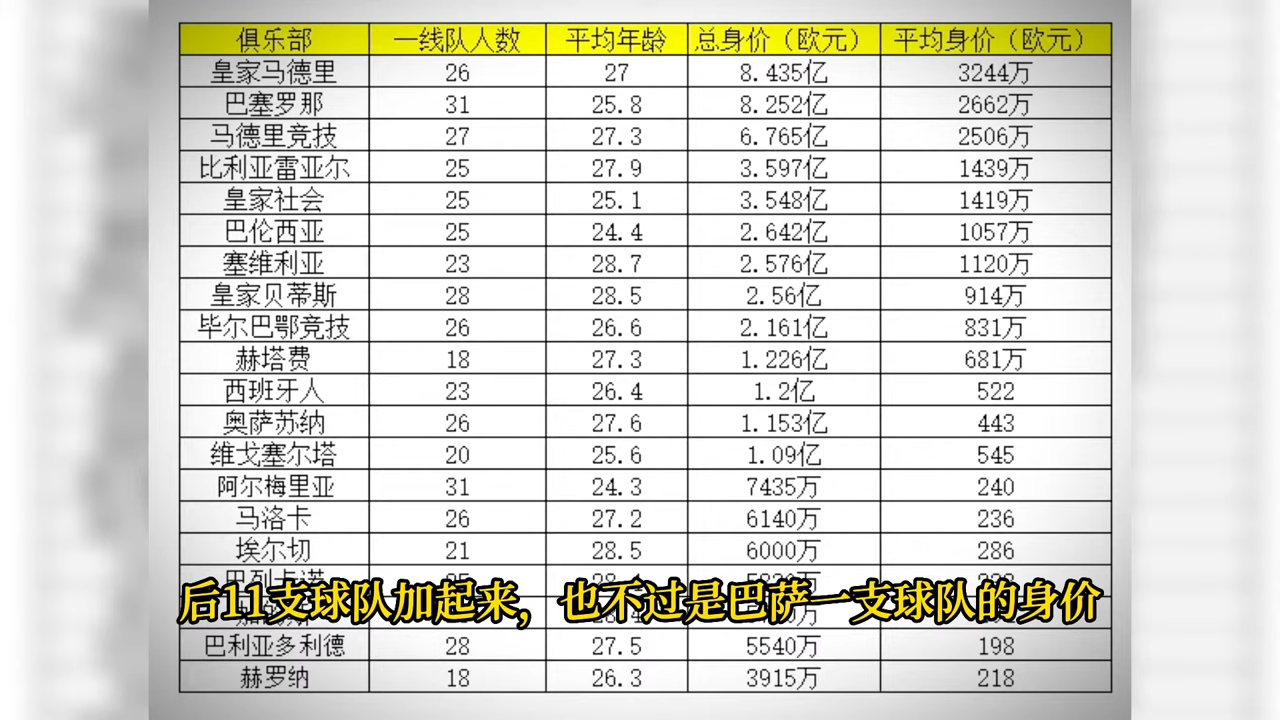 俱乐部 一线队人数 平均年龄 总身价（欧元） 平均身价（欧元）
皇家马德里 26 27 8.435亿 3244万
巴塞罗那 31 25.8 8.252亿 2662万
马德里竞技 27 27.3 6.765亿 2506万
比利亚雷亚尔 25 27.9 3.597亿 1439万
皇家社会 25 25.1 3.548亿 1419万
巴伦西亚 25 24.4 2.642亿 1057万
塞维利亚 23 28.7 2.576亿 1120万
皇家贝蒂斯 28 28.5 2.56亿 914万
毕尔巴鄂竞技 26 26.6 2.161亿 831万
赫塔费 18 27.3 1.226亿 681万
西班牙人 23 26.4 1.2亿 522
奥萨苏纳 26 27.6 1.153亿 443
维戈塞尔塔 20 25.6 1.09亿 545
阿尔梅里亚 31 24.3 7435万 240
马洛卡 26 27.2 6140万 236
埃尔切 21 28.5 6000万 286
后11支球队加起来，也不过是巴萨一支球队的身价
巴利亚多利德 28 27.5 5540万 198
赫罗纳 18 26.3 3915万 218